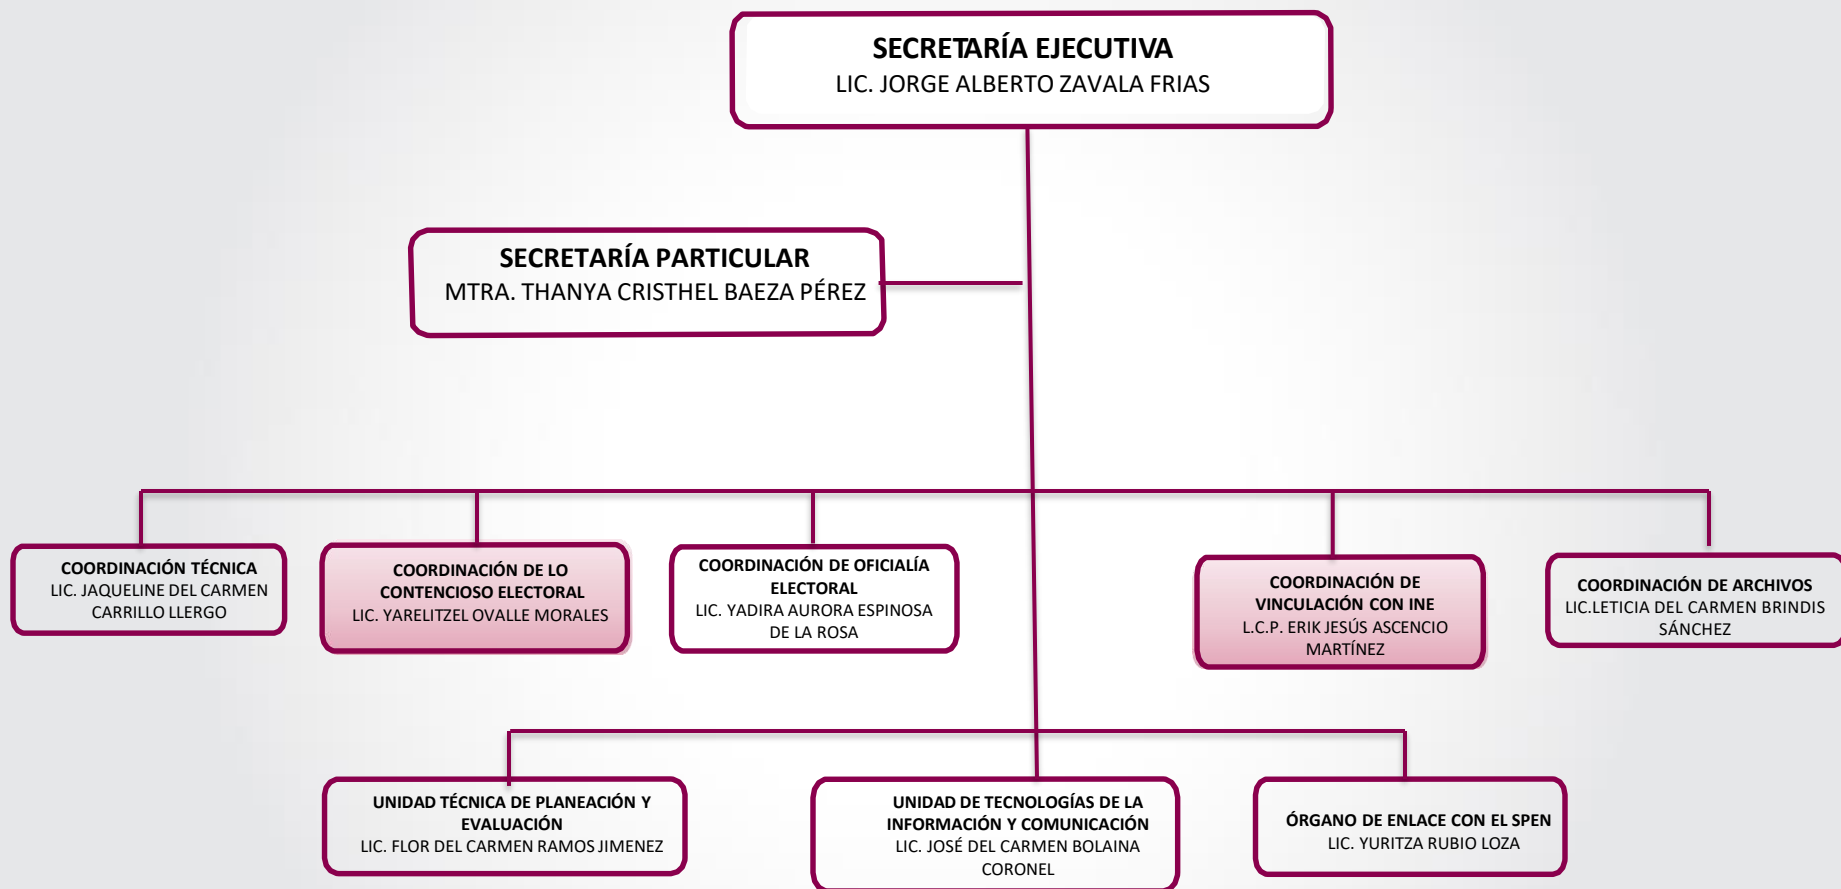 SECRETARÍA EJECUTIVA
LIC. JORGE ALBERTO ZAVALA FRIAS
SECRETARÍA PARTICULAR
MTRA. THANYA CRISTHEL BAEZA PÉREZ
COORDINACIÓN TÉCNICA
LIC. JAQUELINE DEL CARMEN
CARRILLO LLERGO
COORDINACIÓN DE LO
CONTENCIOSO ELECTORAL
LIC. YARELITZEL OVALLE MORALES
COORDINACIÓN DE OFICIALÍA
ELECTORAL
LIC. YADIRA AURORA ESPINOSA
DE LA ROSA
COORDINACIÓN DE
VINCULACIÓN CON INE
L.C.P. ERIK JESÚS ASCENCIO
MARTÍNEZ
COORDINACIÓN DE ARCHIVOS
LIC.LETICIA DEL CARMEN BRINDIS
SÁNCHEZ
UNIDAD TÉCNICA DE PLANEACIÓN Y
EVALUACIÓN
LIC. FLOR DEL CARMEN RAMOS JIMENEZ
UNIDAD DE TECNOLOGÍAS DE LA
INFORMACIÓN Y COMUNICACIÓN
LIC. JOSÉ DEL CARMEN BOLAINA
CORONEL
ÓRGANO DE ENLACE CON EL SPEN
LIC. YURITZA RUBIO LOZA